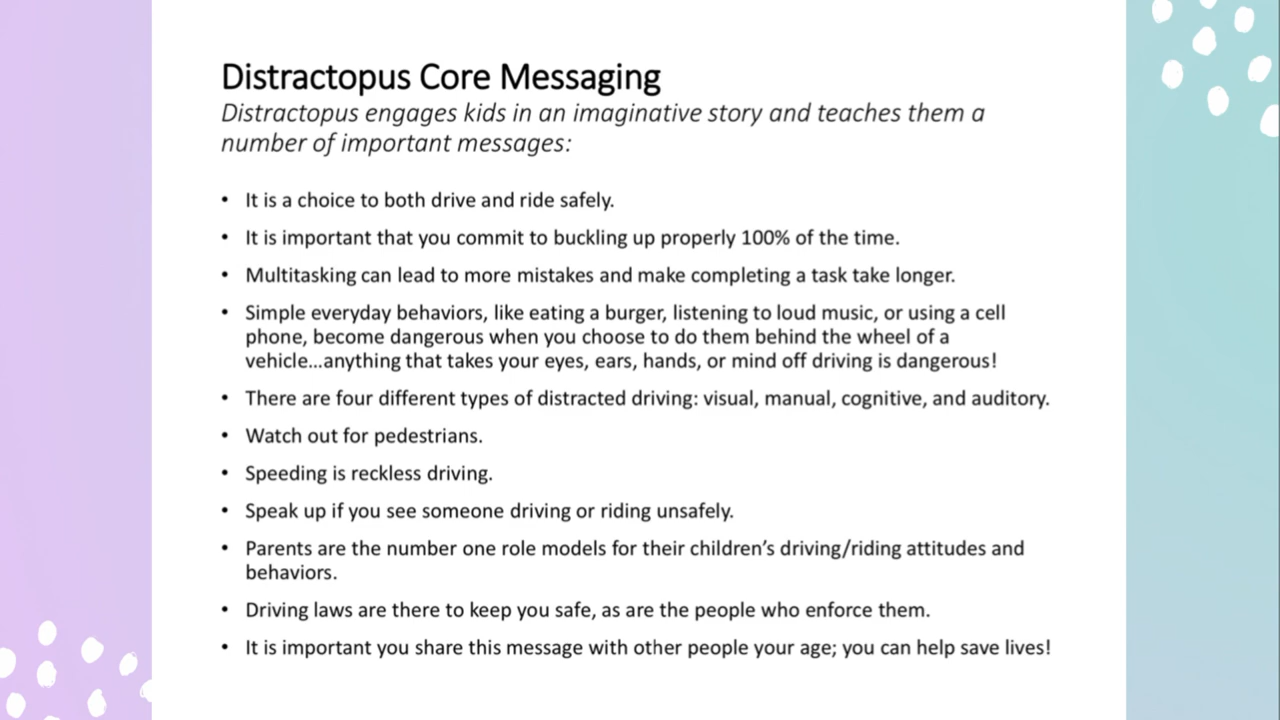 Distractopus Core Messaging
Distractopus engages kids in an imaginative story and teaches them a
number of important messages:
• It is a choice to both drive and ride safely.
• It is important that you commit to buckling up properly 100% of the time.
• Multitasking can lead to more mistakes and make completing a task take longer.
• Simple everyday behaviors, like eating a burger, listening to loud music, or using a cell
phone, become dangerous when you choose to do them behind the wheel of a
vehicle...anything that takes your eyes, ears, hands, or mind off driving is dangerous!
• There are four different types of distracted driving: visual, manual, cognitive, and auditory.
• Watch out for pedestrians.
• Speeding is reckless driving.
• Speak up if you see someone driving or riding unsafely.
• Parents are the number one role models for their children’s driving/riding attitudes and
behaviors.
• Driving laws are there to keep you safe, as are the people who enforce them.
• It is important you share this message with other people your age; you can help save lives!